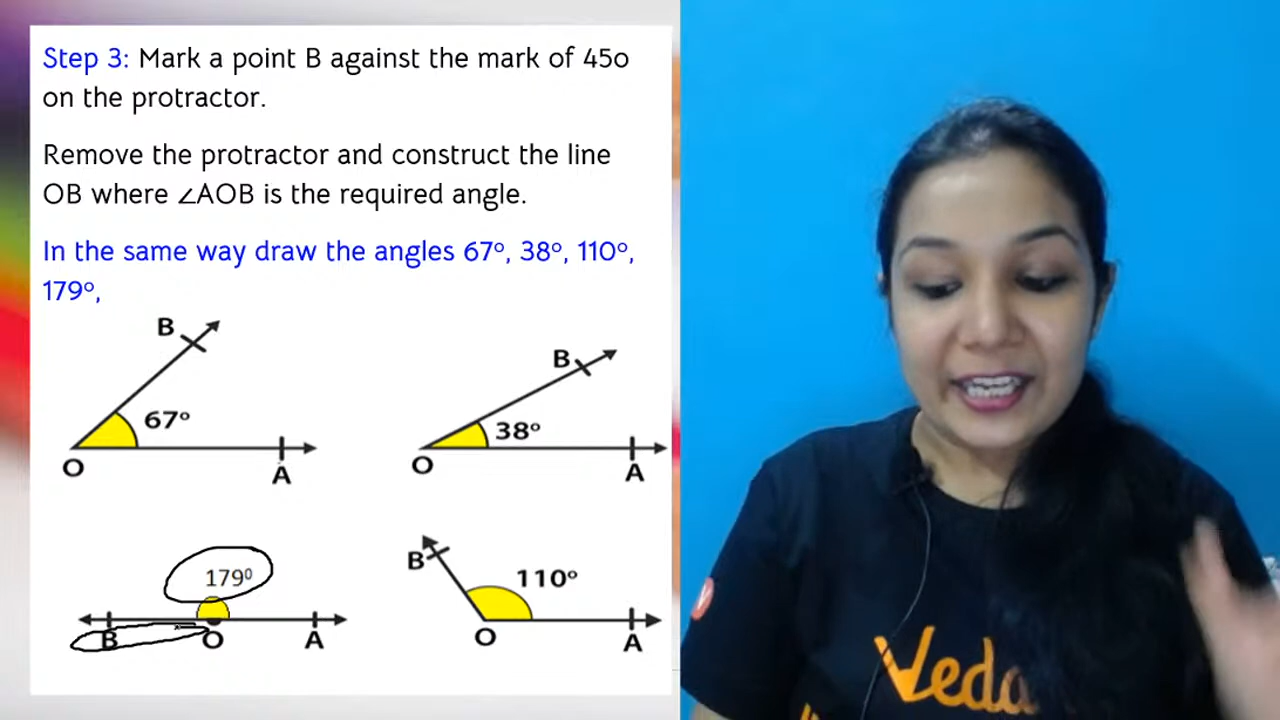 Step 3: Mark a point B against the mark of 45o
on the protractor.
Remove the protractor and construct the line
OB where ∠AOB is the required angle.
In the same way draw the angles 67º, 38º, 110º,
179º,
B
67º
O
A
B
38º
O
A
179⁰
B
O
A
B
110º
O
A
Veda